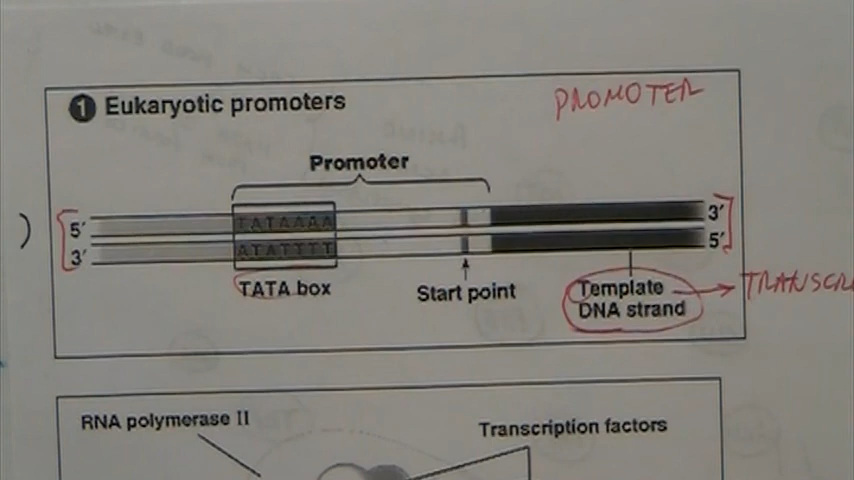 1 Eukaryotic promoters
PROMOTER
Promoter
5' TATAAAA 3'
3' ATATTTT 5'
TATA box
Start point
Template
DNA strand
TRANSCR
RNA polymerase II
Transcription factors